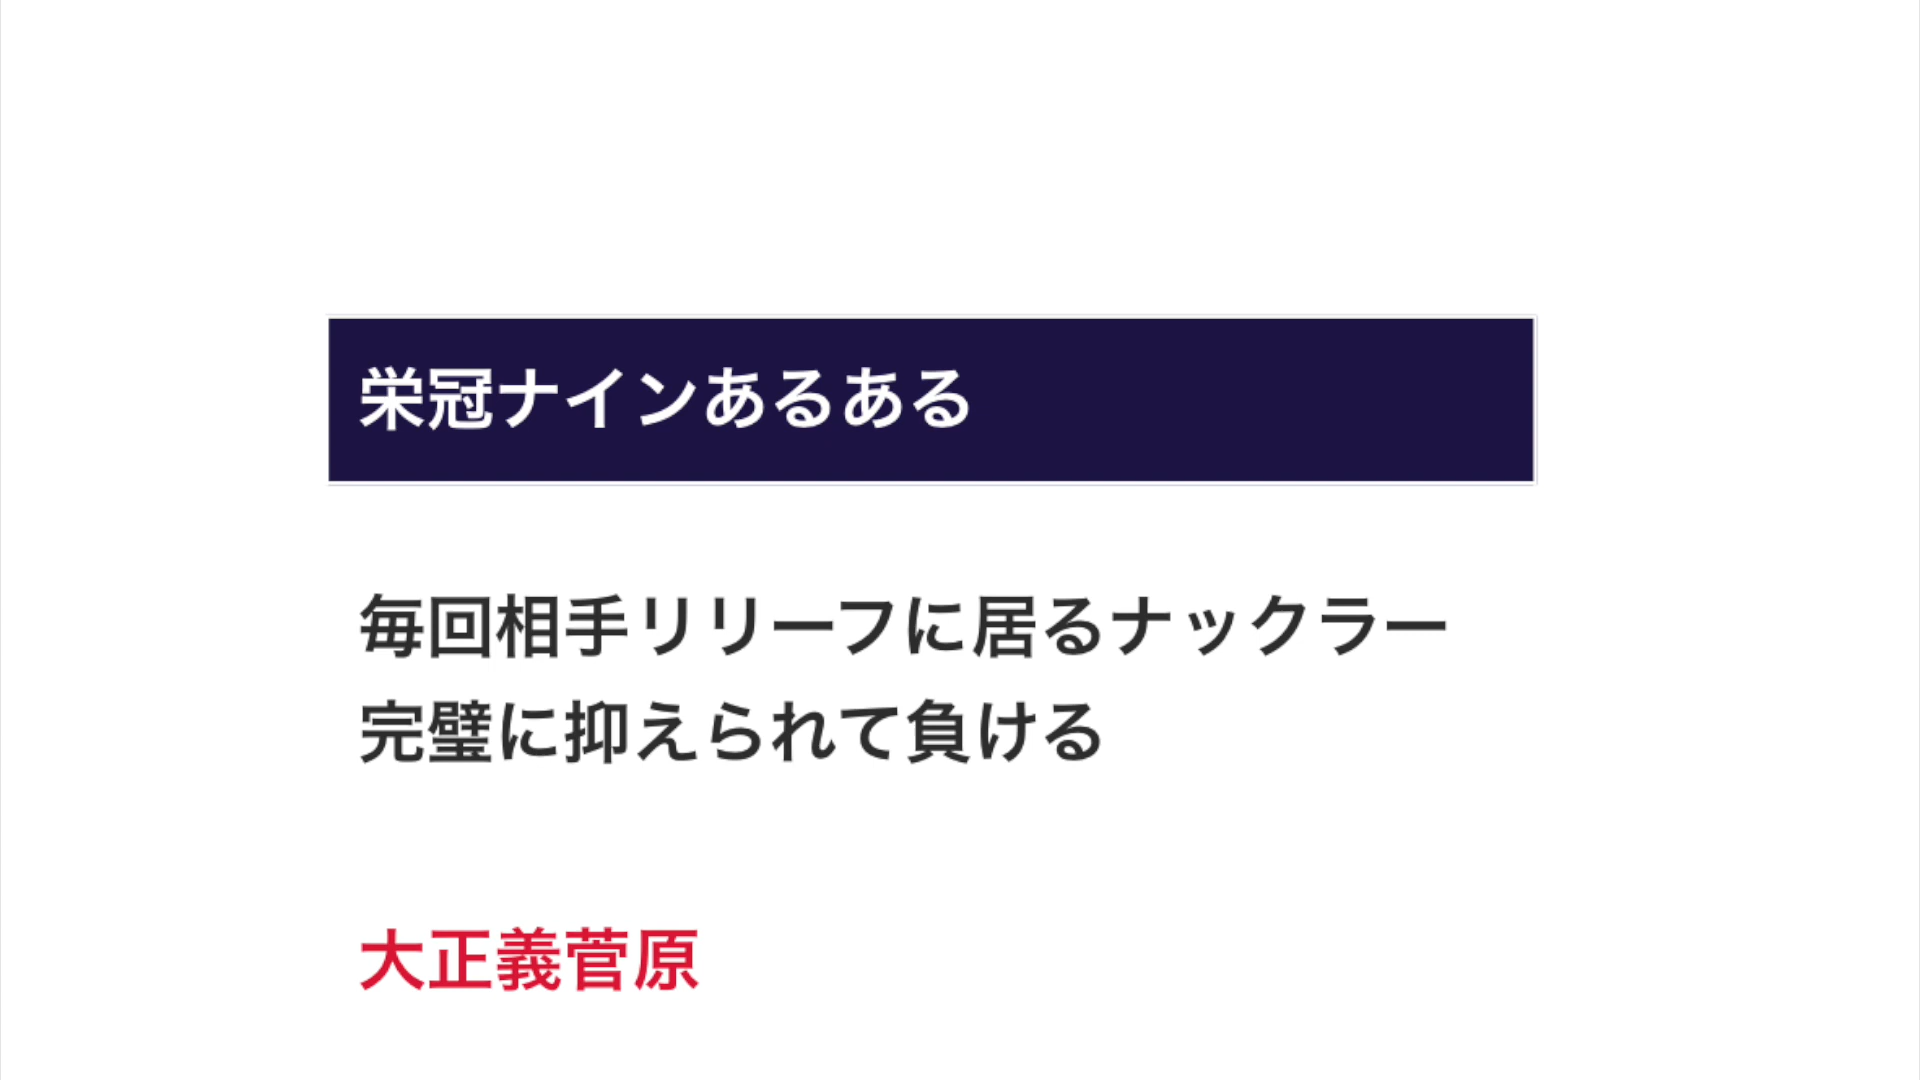 栄冠ナインあるある
毎回相手リリーフに居るナックラー
完璧に抑えられて負ける
大正義菅原